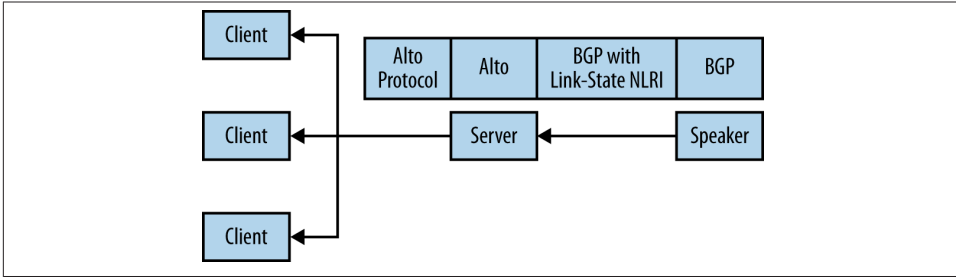 Client
Alto
Protocol
Alto
BGP with
Link-State NLRI
BGP
Client
Server
Speaker
Client